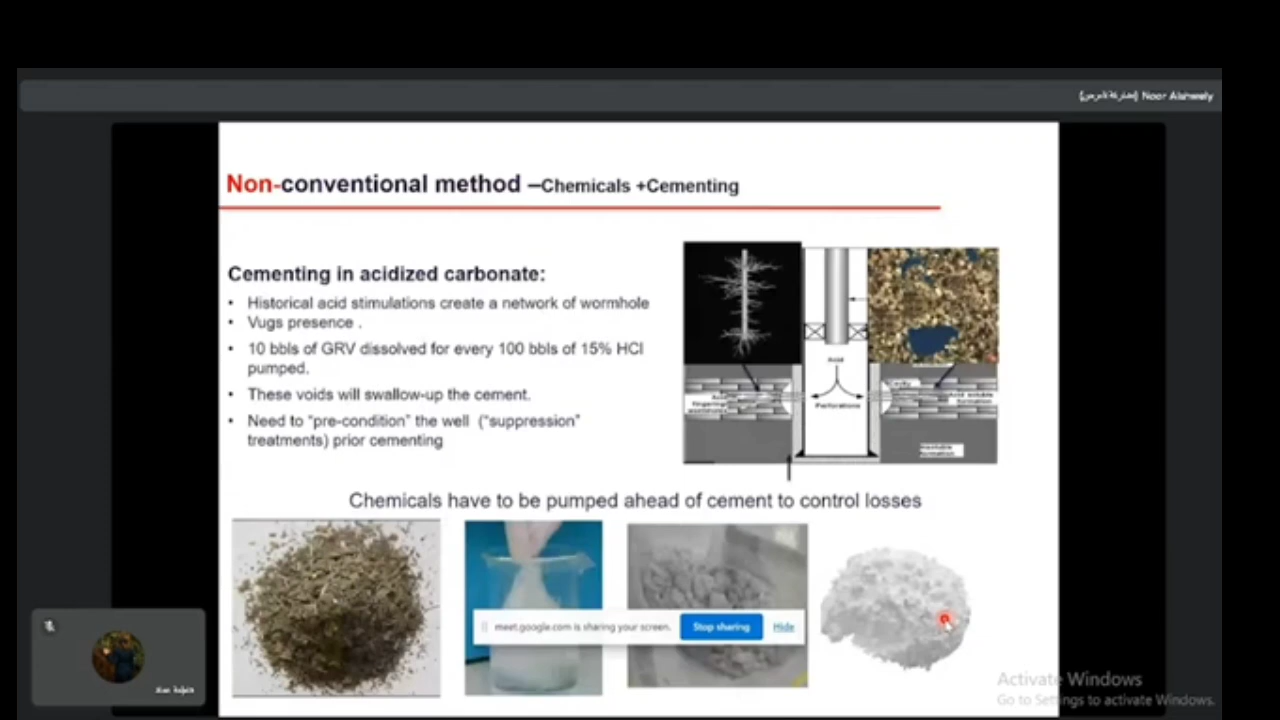 Noor Alshwely
Non-conventional method –Chemicals +Cementing
Cementing in acidized carbonate:
• Historical acid stimulations create a network of wormhole
• Vugs presence .
• 10 bbls of GRV dissolved for every 100 bbls of 15% HCl
pumped.
• These voids will swallow-up the cement.
• Need to “pre-condition” the well (“suppression”
treatments) prior cementing
Acid
Perforations
Acid soluble
formation
formation
Chemicals have to be pumped ahead of cement to control losses
meet.google.com is sharing your screen.
Stop sharing
Hide
Activate Windows
Go to Settings to activate Windows.